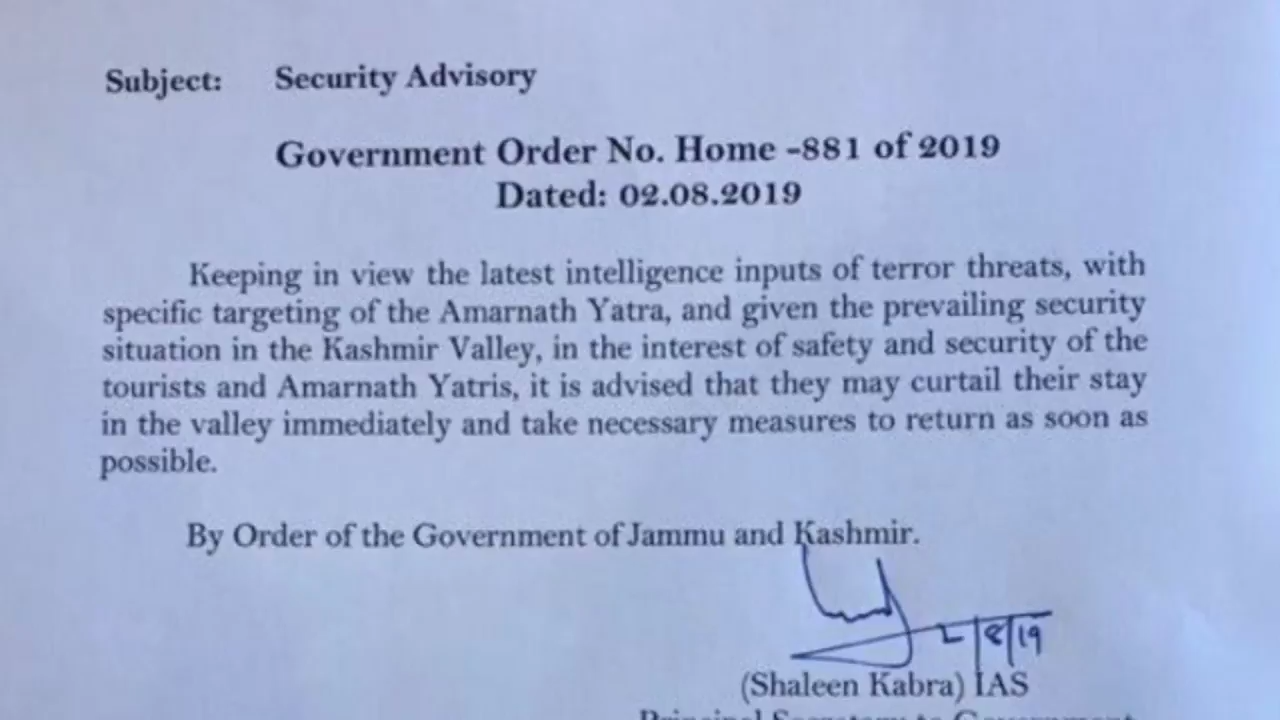 Subject: Security Advisory
Government Order No. Home -881 of 2019
Dated: 02.08.2019
Keeping in view the latest intelligence inputs of terror threats, with
specific targeting of the Amarnath Yatra, and given the prevailing security
situation in the Kashmir Valley, in the interest of safety and security of the
tourists and Amarnath Yatris, it is advised that they may curtail their stay
in the valley immediately and take necessary measures to return as soon as
possible.
By Order of the Government of Jammu and Kashmir.
2/8/19
(Shaleen Kabra) IAS
Principal Secretary to Government